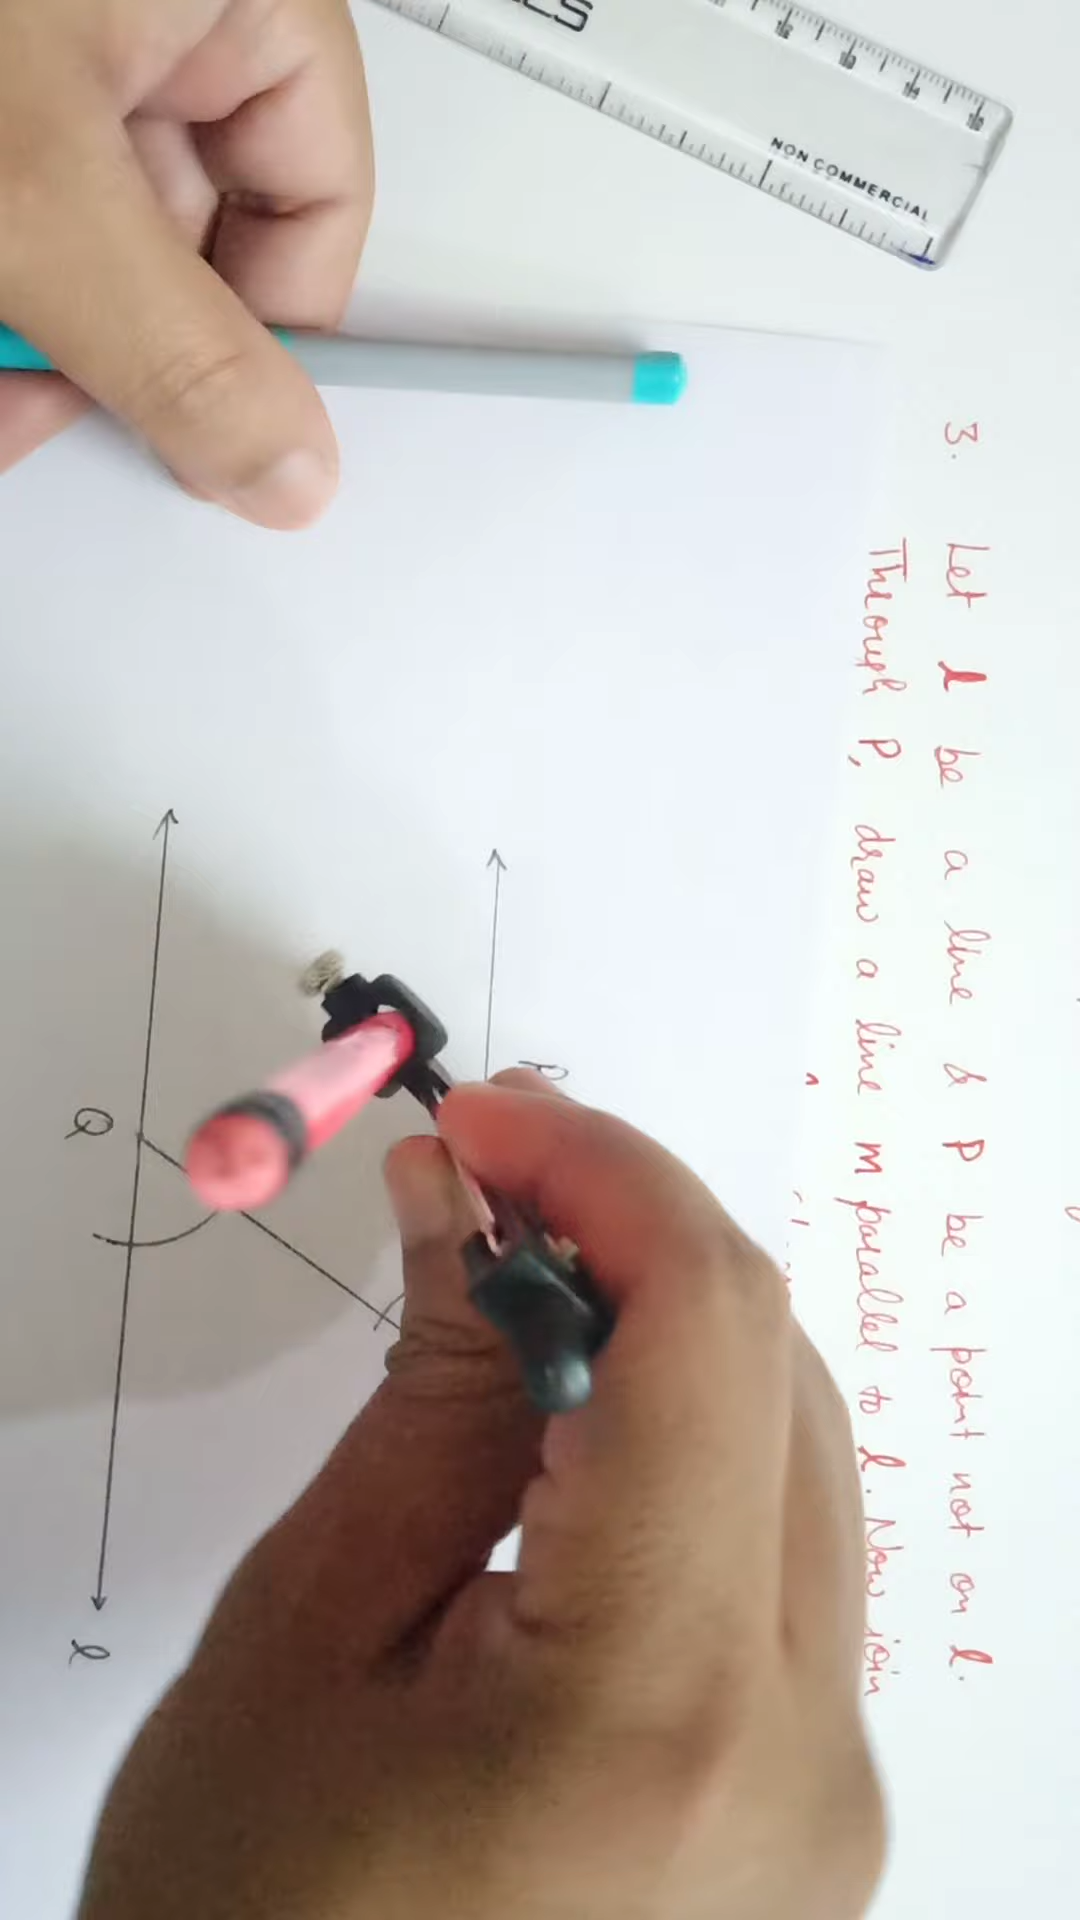 3. Let l be a line & P be a point not on l.
Through P, draw a line m parallel to l. Now join
P
Q
l
NON COMMERCIAL